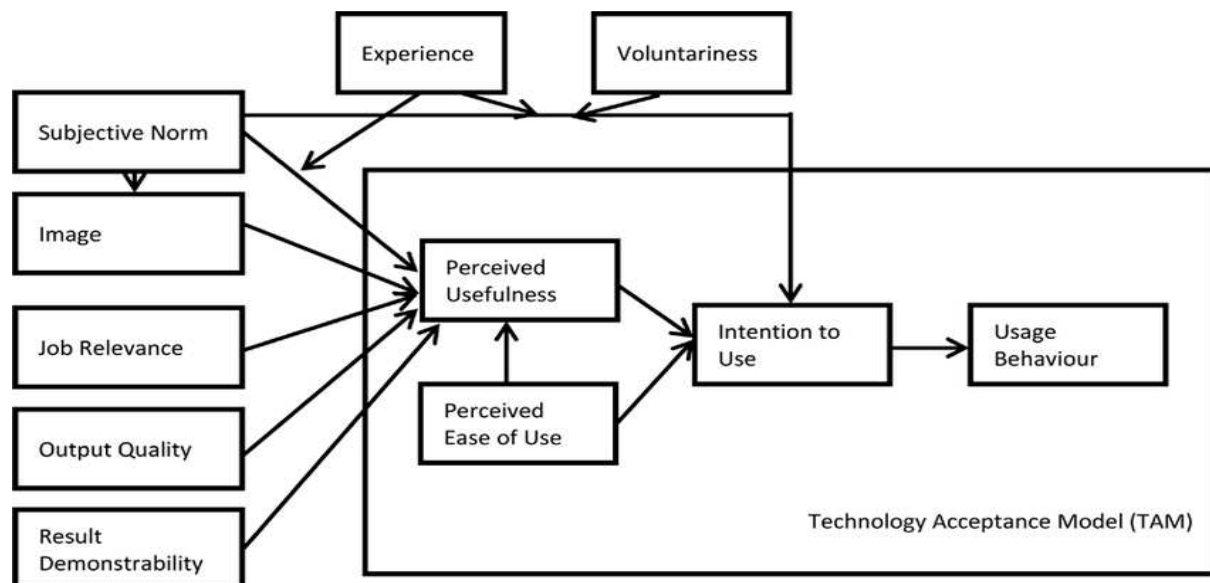 Experience
Voluntariness
Subjective Norm
Image
Job Relevance
Output Quality
Result
Demonstrability
Perceived
Usefulness
Perceived
Ease of Use
Intention to
Use
Usage
Behaviour
Technology Acceptance Model (TAM)